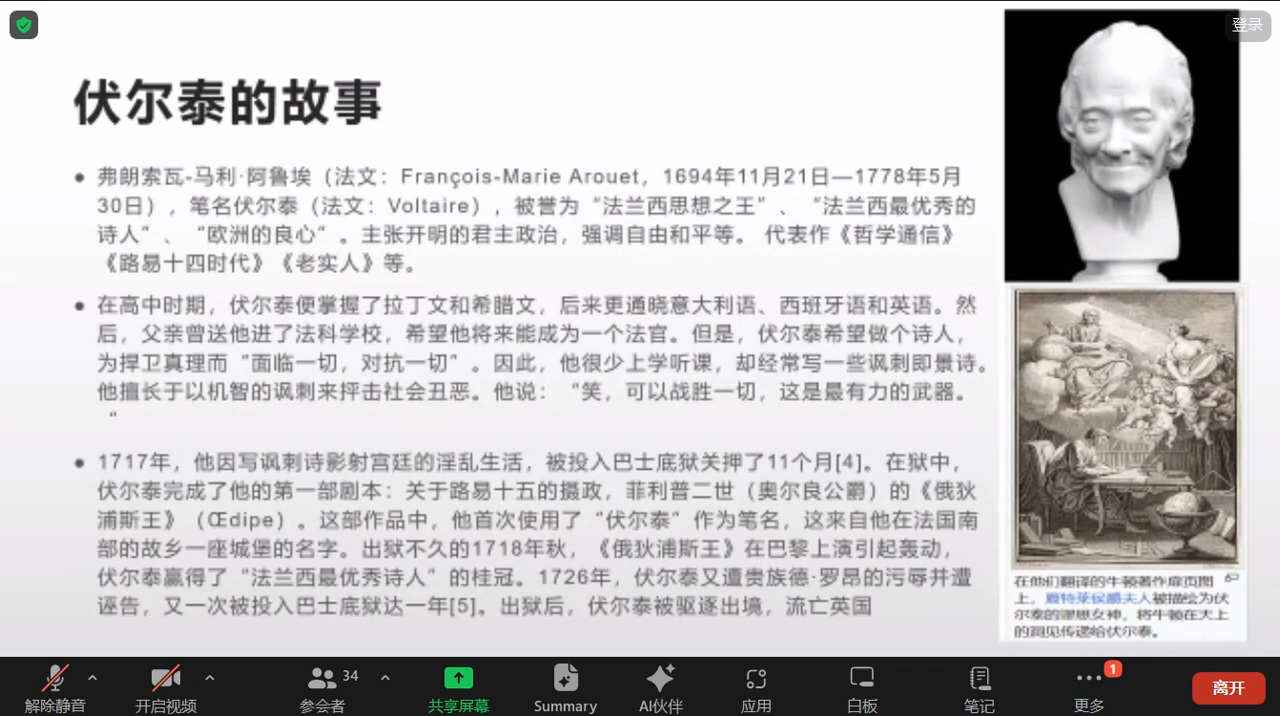 登录
伏尔泰的故事
• 弗朗索瓦-马利·阿鲁埃（法文：François-Marie Arouet，1694年11月21日—1778年5月
30日），笔名伏尔泰（法文：Voltaire），被誉为“法兰西思想之王”、“法兰西最优秀的
诗人”、“欧洲的良心”。主张开明的君主政治，强调自由和平等。 代表作《哲学通信》
《路易十四时代》《老实人》等。
• 在高中时期，伏尔泰便掌握了拉丁文和希腊文，后来更通晓意大利语、西班牙语和英语。然
后，父亲曾送他进了法科学校，希望他将来能成为一个法官。但是，伏尔泰希望做个诗人，
为捍卫真理而“面临一切，对抗一切”。因此，他很少上学听课，却经常写一些讽刺即景诗。
他擅长于以机智的讽刺来抨击社会丑恶。他说：“笑，可以战胜一切，这是最有力的武器。
“
• 1717年，他因写讽刺诗影射宫廷的淫乱生活，被投入巴士底狱关押了11个月[4]。在狱中，
伏尔泰完成了他的第一部剧本：关于路易十五的摄政，菲利普二世（奥尔良公爵）的《俄狄
浦斯王》（Œdipe）。这部作品中，他首次使用了“伏尔泰”作为笔名，这来自他在法国南
部的故乡一座城堡的名字。出狱不久的1718年秋，《俄狄浦斯王》在巴黎上演引起轰动，
伏尔泰赢得了“法兰西最优秀诗人”的桂冠。1726年，伏尔泰又遭贵族德·罗昂的污辱并遭
诬告，又一次被投入巴士底狱达一年[5]。出狱后，伏尔泰被驱逐出境，流亡英国
在他们翻译的牛顿著作扉页图
上，夏特莱侯爵夫人被描绘为伏
尔泰的谬思女神，将牛顿在天上
的洞见传递给伏尔泰。
34
1
解除静音 开启视频 参会者 共享屏幕 Summary AI伙伴 应用 白板 笔记 更多 离开